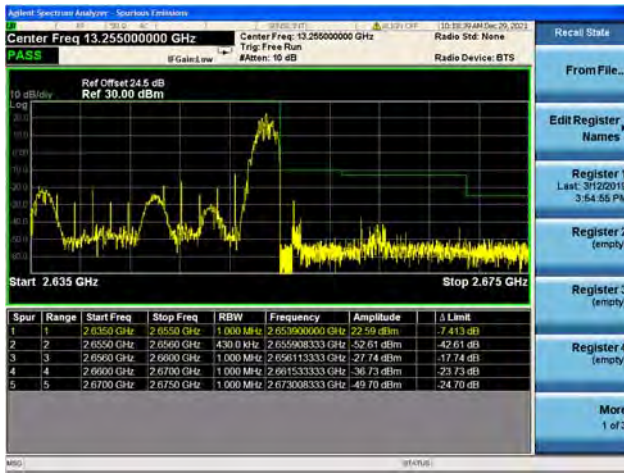 Agilent Spectrum Analyzer - Spurious Emissions
10:18:39 AM Dec 29, 2021
Center Freq 13.255000000 GHz
Center Freq: 13.255000000 GHz
Radio Std: None
Trig: Free Run
PASS
IFGain:Low
#Atten: 10 dB
Radio Device: BTS
Ref Offset 24.5 dB
10 dB/div
Ref 30.00 dBm
Log
Start 2.635 GHz
Stop 2.675 GHz
Spur Range Start Freq Stop Freq RBW Frequency Amplitude Δ Limit
1 1 2.6350 GHz 2.6550 GHz 1.000 MHz 2.653900000 GHz 22.59 dBm -7.413 dB
2 2 2.6550 GHz 2.6560 GHz 430.0 kHz 2.655908333 GHz -52.61 dBm -42.61 dB
3 3 2.6560 GHz 2.6600 GHz 1.000 MHz 2.656113333 GHz -27.74 dBm -17.74 dB
4 4 2.6600 GHz 2.6700 GHz 1.000 MHz 2.661533333 GHz -36.73 dBm -23.73 dB
5 5 2.6700 GHz 2.6750 GHz 1.000 MHz 2.673008333 GHz -49.70 dBm -24.70 dB
MSG
STATUS
Recall State
From File...
Edit Register
Names
Register 1
Last: 3/12/2019
3:54:55 PM
Register 2
(empty)
Register 3
(empty)
Register 4
(empty)
More
1 of 3